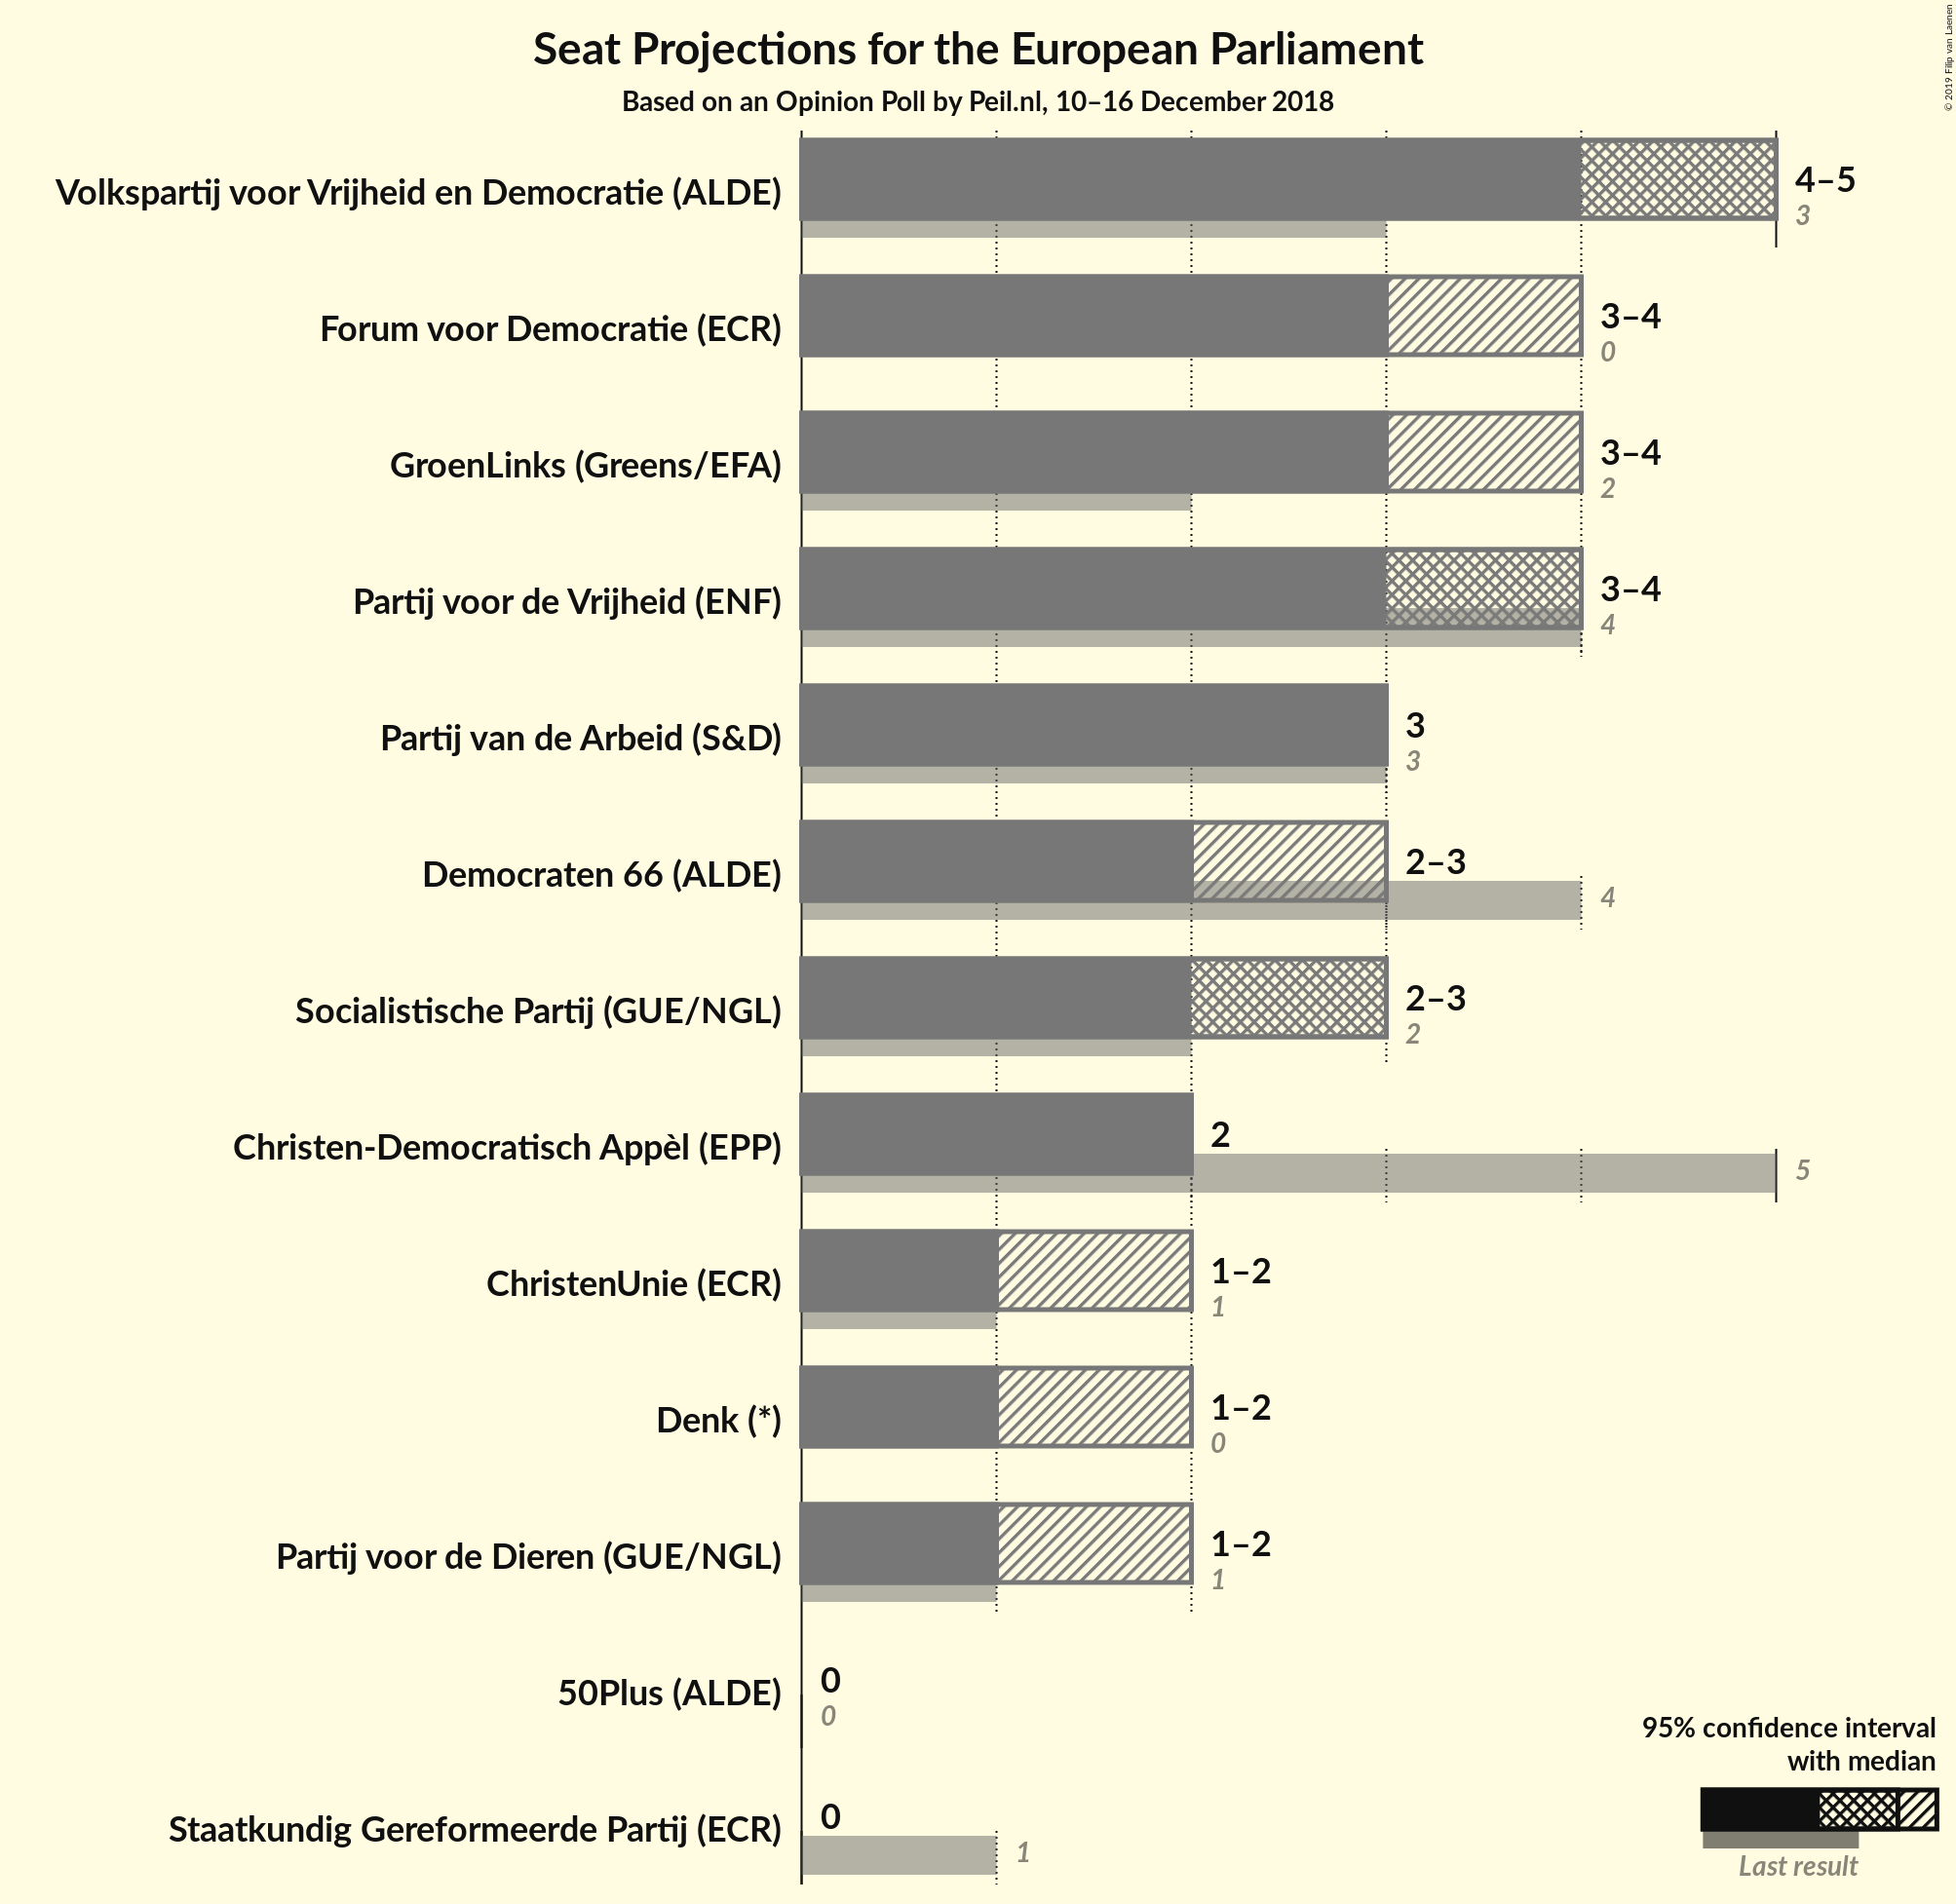 Seat Projections for the European Parliament
Based on an Opinion Poll by Peil.nl, 10–16 December 2018
© 2019 Filip van Laenen
Volkspartij voor Vrijheid en Democratie (ALDE)
4–5
3
Forum voor Democratie (ECR)
3–4
0
GroenLinks (Greens/EFA)
3–4
2
Partij voor de Vrijheid (ENF)
3–4
4
Partij van de Arbeid (S&D)
3
3
Democraten 66 (ALDE)
2–3
4
Socialistische Partij (GUE/NGL)
2–3
2
Christen-Democratisch Appèl (EPP)
2
5
ChristenUnie (ECR)
1–2
1
Denk (*)
1–2
0
Partij voor de Dieren (GUE/NGL)
1–2
1
50Plus (ALDE)
0
0
Staatkundig Gereformeerde Partij (ECR)
0
1
95% confidence interval
with median
Last result